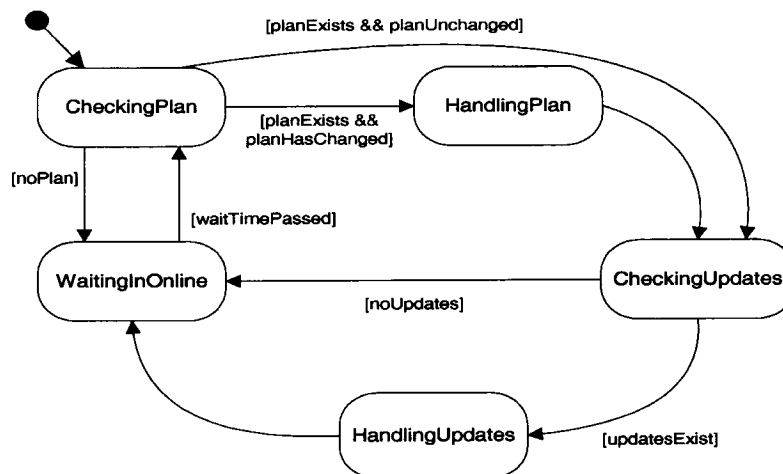 [planExists && planUnchanged]
CheckingPlan
HandlingPlan
[planExists &&
planHasChanged]
[noPlan]
[waitTimePassed]
WaitingInOnline
CheckingUpdates
[noUpdates]
HandlingUpdates
[updatesExist]